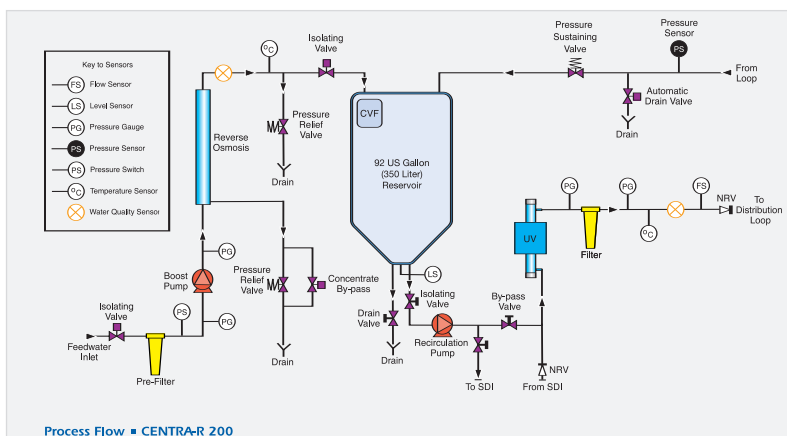 Key to Sensors
FS Flow Sensor
LS Level Sensor
PG Pressure Gauge
PS Pressure Sensor
PS Pressure Switch
°C Temperature Sensor
Water Quality Sensor
°C
Isolating
Valve
Pressure
Sustaining
Valve
Pressure
Sensor
PS
From
Loop
Automatic
Drain Valve
Drain
CVF
92 US Gallon
(350 Liter)
Reservoir
Reverse
Osmosis
Pressure
Relief
Valve
Drain
PG
PG
FS
NRV
To
Distribution
Loop
°C
Filter
UV
PG
Boost
Pump
Pressure
Relief
Valve
Concentrate
By-pass
Drain
LS
Isolating
Valve
Drain
Valve
Drain
By-pass
Valve
Recirculation
Pump
To SDI
From SDI
NRV
Isolating
Valve
Feedwater
Inlet
PS
PG
Pre-Filter
Process Flow ▪ CENTRA-R 200